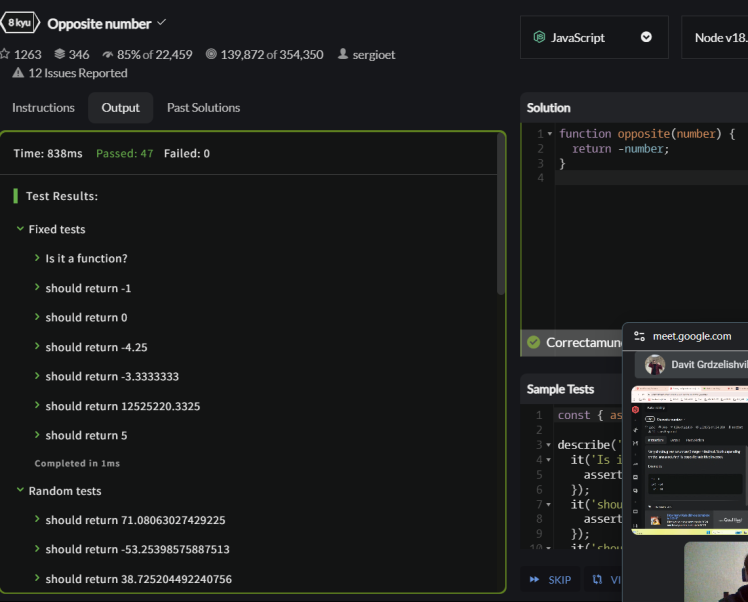 8 kyu Opposite number
1263 346 85% of 22,459 139,872 of 354,350 sergioet
12 Issues Reported
Instructions Output Past Solutions
Time: 838ms Passed: 47 Failed: 0
Test Results:
Fixed tests
Is it a function?
should return -1
should return 0
should return -4.25
should return -3.3333333
should return 12525220.3325
should return 5
Completed in 1ms
Random tests
should return 71.08063027429225
should return -53.25398575887513
should return 38.725204492240756
JavaScript
Node v18.
Solution
1 function opposite(number) {
2 return -number;
3 }
4
Correctamun
Sample Tests
1 const { as
2
3 describe('
4 it('Is i
5 assert
6 });
7 it('shou
8 assert
9 });
10 it('shou
SKIP VI
meet.google.com
Davit Grdzelishvil